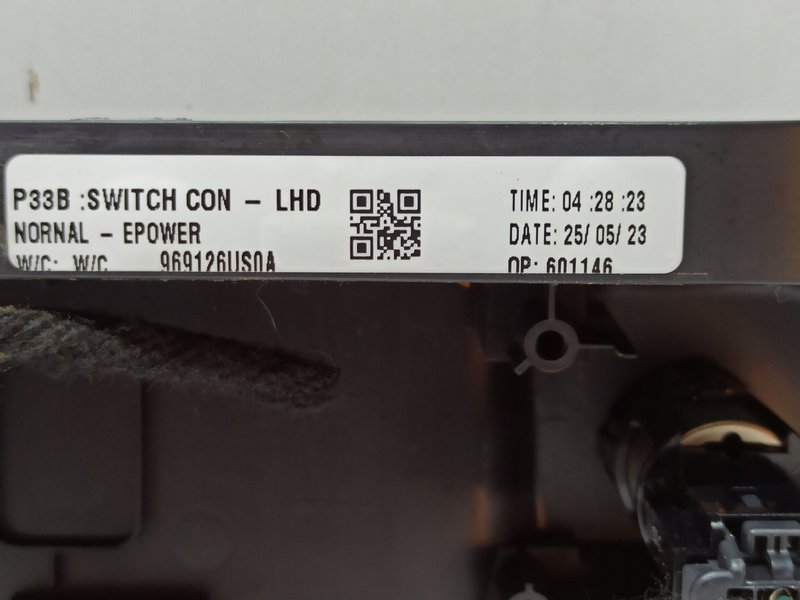 P33B :SWITCH CON - LHD
NORNAL - EPOWER
W/C: W/C 969126US0A
TIME: 04 :28 :23
DATE: 25/ 05/ 23
OP: 601146